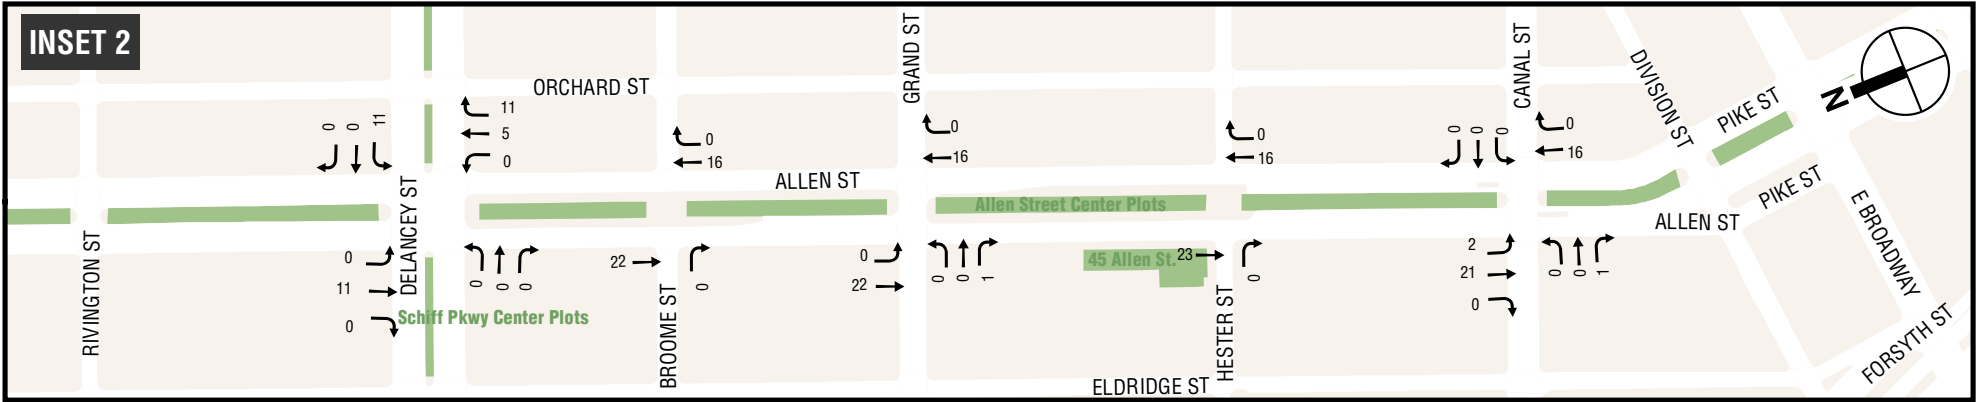 INSET 2
ORCHARD ST
GRAND ST
CANAL ST
DIVISION ST
PIKE ST
N
0 0 11
11
5
0
0
16
0
16
0
16
0 0 0
0
16
ALLEN ST
Allen Street Center Plots
PIKE ST
ALLEN ST
E BROADWAY
RIVINGTON ST
DELANCEY ST
0
11
0
0 0 0
22
0
0
22
0 0 1
45 Allen St.
23
0
2
21
0
0 0 1
Schiff Pkwy Center Plots
BROOME ST
HESTER ST
FORSYTH ST
ELDRIDGE ST